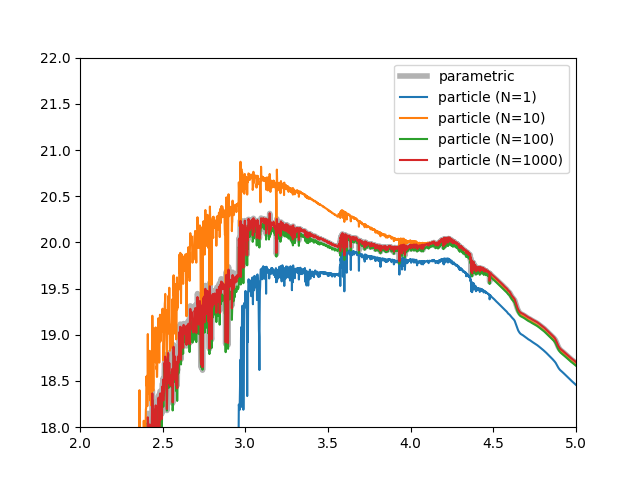 22.0
21.5
21.0
20.5
20.0
19.5
19.0
18.5
18.0
2.0 2.5 3.0 3.5 4.0 4.5 5.0
parametric
particle (N=1)
particle (N=10)
particle (N=100)
particle (N=1000)